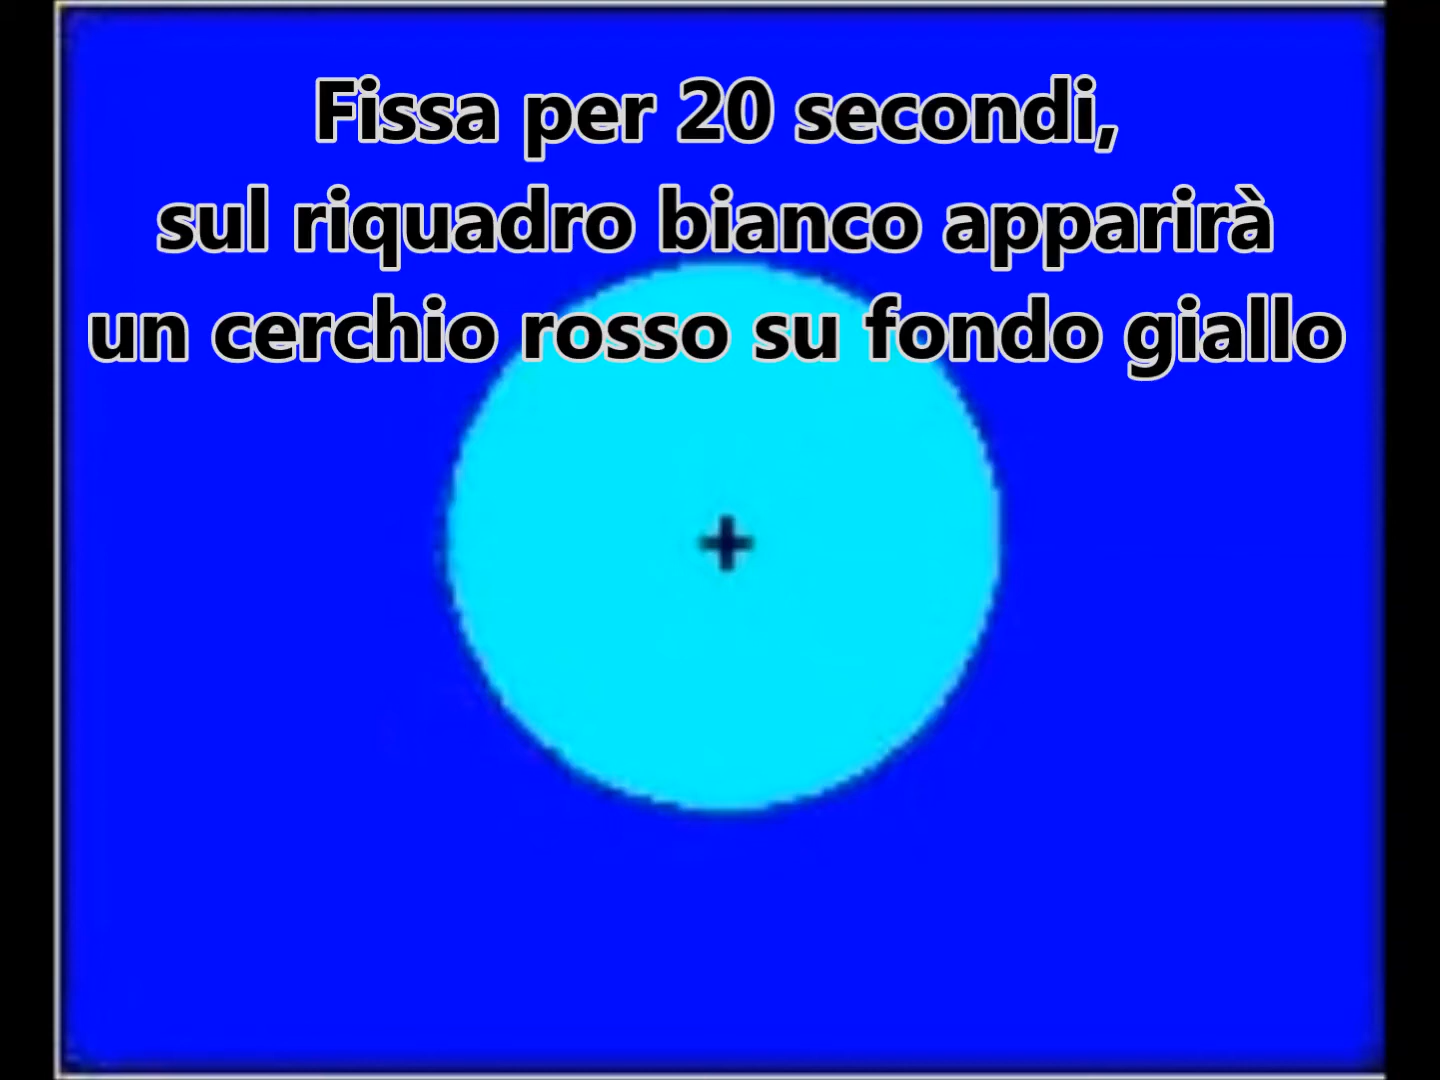 Fissa per 20 secondi,
sul riquadro bianco apparirà
un cerchio rosso su fondo giallo